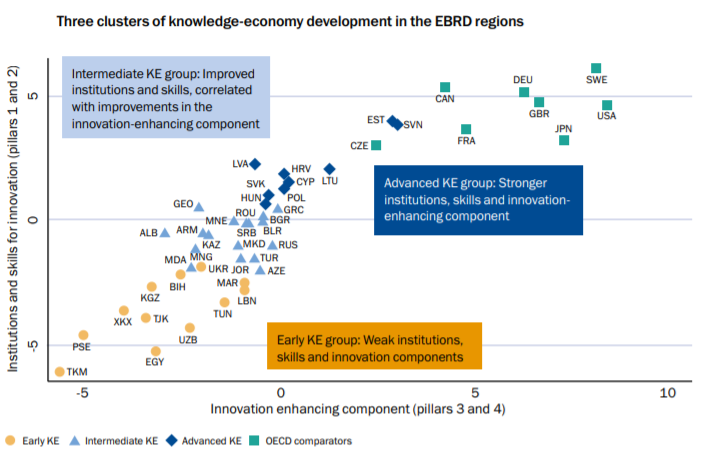 Three clusters of knowledge-economy development in the EBRD regions
Institutions and skills for innovation (pillars 1 and 2)
5
0
-5
Intermediate KE group: Improved
institutions and skills, correlated
with improvements in the
innovation-enhancing component
SWE
DEU
CAN
GBR
USA
EST
SVN
FRA
JPN
CZE
Advanced KE group: Stronger
institutions, skills and innovation-
enhancing component
LVA
HRV
LTU
SVK
CYP
HUN
POL
GEO
ROU
GRC
MNE
BGR
ALB
ARM
SRB
BLR
KAZ
MKD
RUS
MDA
MNG
TUR
UKR
JOR
AZE
BIH
MAR
KGZ
LBN
XKX
TJK
TUN
UZB
PSE
EGY
TKM
Early KE group: Weak institutions,
skills and innovation components
-5
0
5
10
Innovation enhancing component (pillars 3 and 4)
Early KE
Intermediate KE
Advanced KE
OECD comparators